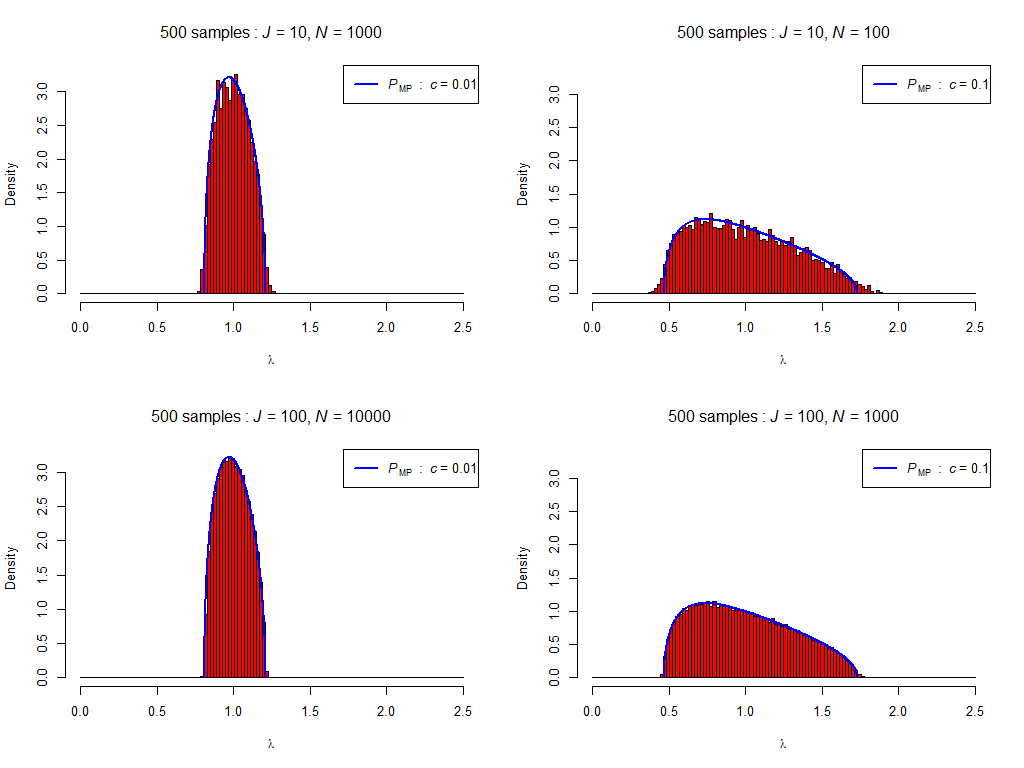 500 samples : J = 10, N = 1000
P_MP : c = 0.01
Density
0.0 0.5 1.0 1.5 2.0 2.5 3.0
0.0 0.5 1.0 1.5 2.0 2.5
λ
500 samples : J = 10, N = 100
P_MP : c = 0.1
Density
0.0 0.5 1.0 1.5 2.0 2.5 3.0
0.0 0.5 1.0 1.5 2.0 2.5
λ
500 samples : J = 100, N = 10000
P_MP : c = 0.01
Density
0.0 0.5 1.0 1.5 2.0 2.5 3.0
0.0 0.5 1.0 1.5 2.0 2.5
λ
500 samples : J = 100, N = 1000
P_MP : c = 0.1
Density
0.0 0.5 1.0 1.5 2.0 2.5 3.0
0.0 0.5 1.0 1.5 2.0 2.5
λ